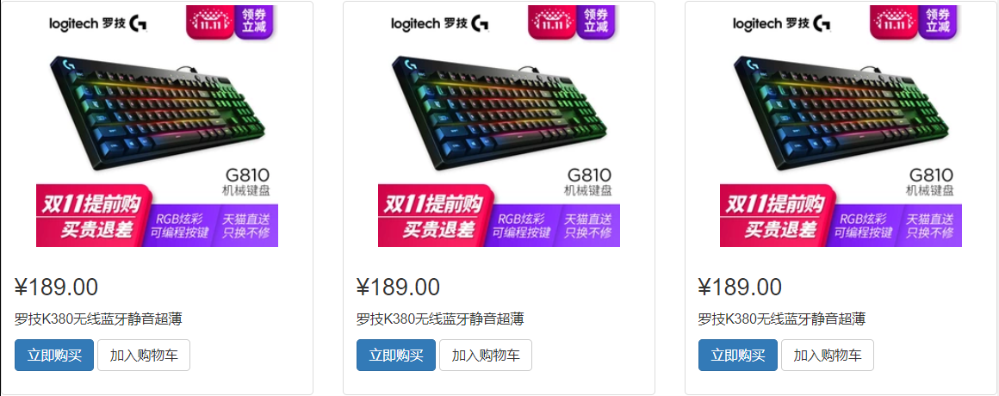 logitech 罗技 G
11.11
领券
立减
G810
机械键盘
双11提前购
买贵退差
RGB炫彩
可编程按键
天猫直送
只换不修
¥189.00
罗技K380无线蓝牙静音超薄
立即购买 加入购物车
logitech 罗技 G
11.11
领券
立减
G810
机械键盘
双11提前购
买贵退差
RGB炫彩
可编程按键
天猫直送
只换不修
¥189.00
罗技K380无线蓝牙静音超薄
立即购买 加入购物车
logitech 罗技 G
11.11
领券
立减
G810
机械键盘
双11提前购
买贵退差
RGB炫彩
可编程按键
天猫直送
只换不修
¥189.00
罗技K380无线蓝牙静音超薄
立即购买 加入购物车